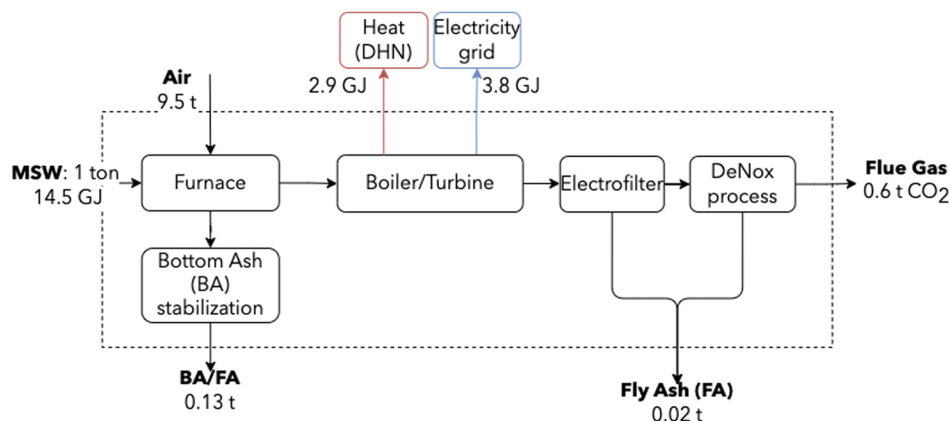 Heat
(DHN)
Electricity
grid
2.9 GJ
3.8 GJ
Air
9.5 t
MSW: 1 ton
14.5 GJ
Furnace
Boiler/Turbine
Electrofilter
DeNox
process
Flue Gas
0.6 t CO2
Bottom Ash
(BA)
stabilization
BA/FA
0.13 t
Fly Ash (FA)
0.02 t